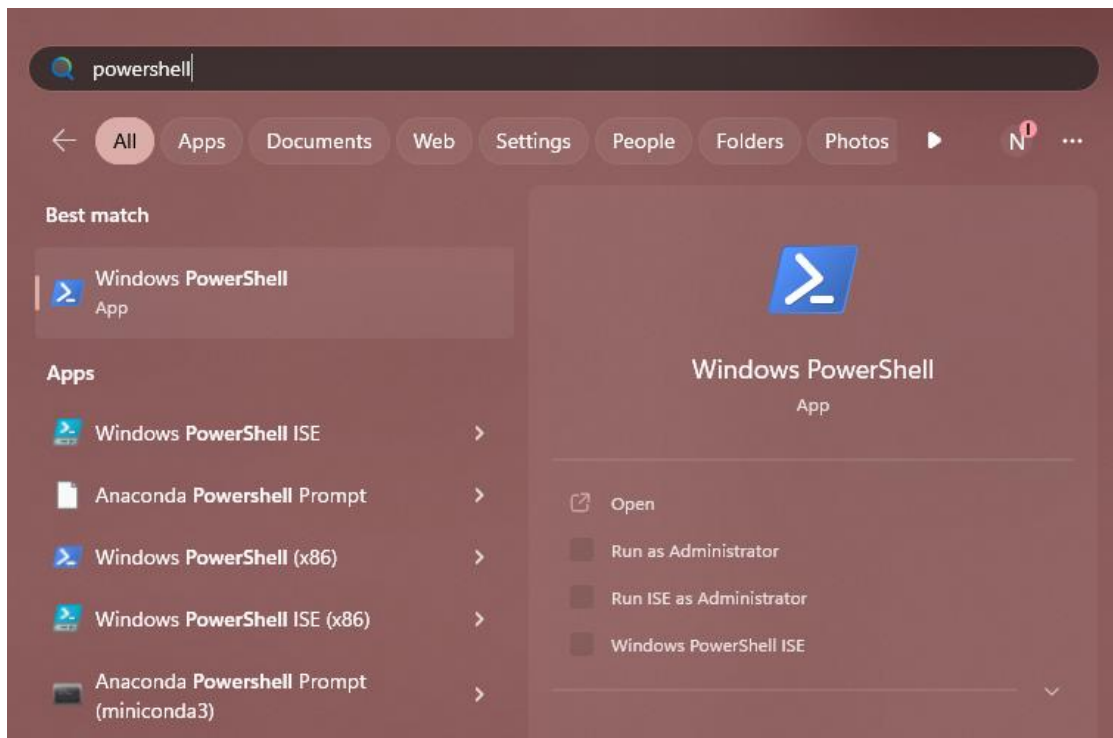 powershell
All Apps Documents Web Settings People Folders Photos N
Best match
Windows PowerShell
App
Apps
Windows PowerShell ISE
Anaconda Powershell Prompt
Windows PowerShell (x86)
Windows PowerShell ISE (x86)
Anaconda Powershell Prompt
(miniconda3)
Windows PowerShell
App
Open
Run as Administrator
Run ISE as Administrator
Windows PowerShell ISE